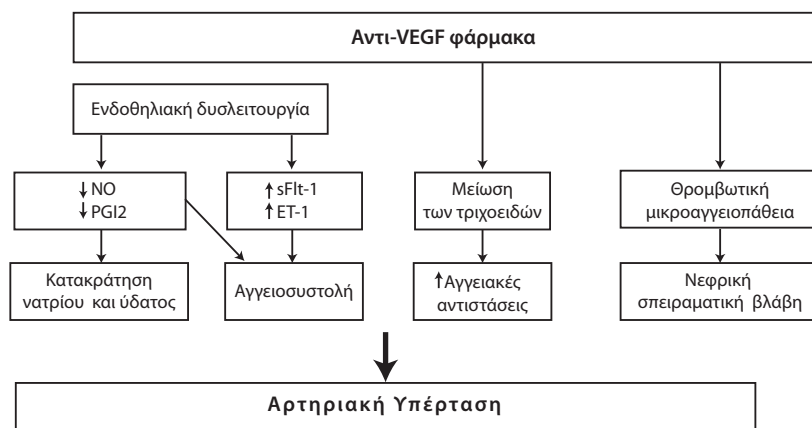 Αντι-VEGF φάρμακα
Ενδοθηλιακή δυσλειτουργία
↓ NO
↓ PGI2
↑ sFlt-1
↑ ET-1
Μείωση
των τριχοειδών
Θρομβωτική
μικροαγγειοπάθεια
Κατακράτηση
νατρίου και ύδατος
Αγγειοσυστολή
↑ Αγγειακές
αντιστάσεις
Νεφρική
σπειραματική βλάβη
Αρτηριακή Υπέρταση